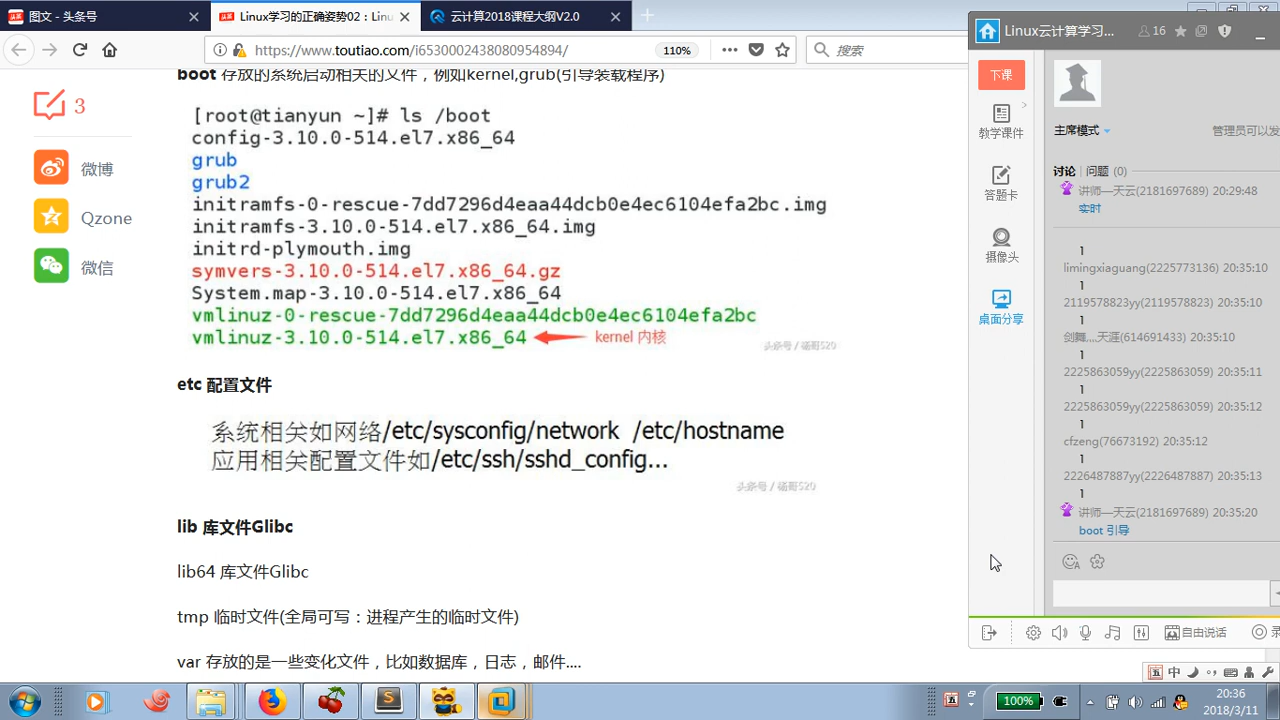 图文 - 头条号
Linux学习的正确姿势02：Linu
云计算2018课程大纲V2.0
https://www.toutiao.com/i6530002438080954894/
110%
搜索
boot 存放的系统启动相关的文件，例如kernel,grub(引导装载程序)
3
微博
Qzone
微信
[root@tianyun ~]# ls /boot
config-3.10.0-514.el7.x86_64
grub
grub2
initramfs-0-rescue-7dd7296d4eaa44dcb0e4ec6104efa2bc.img
initramfs-3.10.0-514.el7.x86_64.img
initrd-plymouth.img
symvers-3.10.0-514.el7.x86_64.gz
System.map-3.10.0-514.el7.x86_64
vmlinuz-0-rescue-7dd7296d4eaa44dcb0e4ec6104efa2bc
vmlinuz-3.10.0-514.el7.x86_64
kernel 内核
etc 配置文件
系统相关如网络/etc/sysconfig/network /etc/hostname
应用相关配置文件如/etc/ssh/sshd_config...
lib 库文件Glibc
lib64 库文件Glibc
tmp 临时文件(全局可写：进程产生的临时文件)
var 存放的是一些变化文件，比如数据库，日志，邮件....
Linux云计算学习...
16
下课
教学课件
答题卡
摄像头
桌面分享
主席模式
管理员可以发
讨论 | 问题 (0)
讲师—天云(2181697689) 20:29:48
实时
1
limingxiaguang(2225773136) 20:35:10
1
2119578823yy(2119578823) 20:35:10
1
剑舞,,,,天涯(614691433) 20:35:10
1
2225863059yy(2225863059) 20:35:11
1
2225863059yy(2225863059) 20:35:12
1
cfzeng(76673192) 20:35:12
1
2226487887yy(2226487887) 20:35:13
1
讲师—天云(2181697689) 20:35:20
boot 引导
自由说话
录
五 中
100%
20:36
2018/3/11